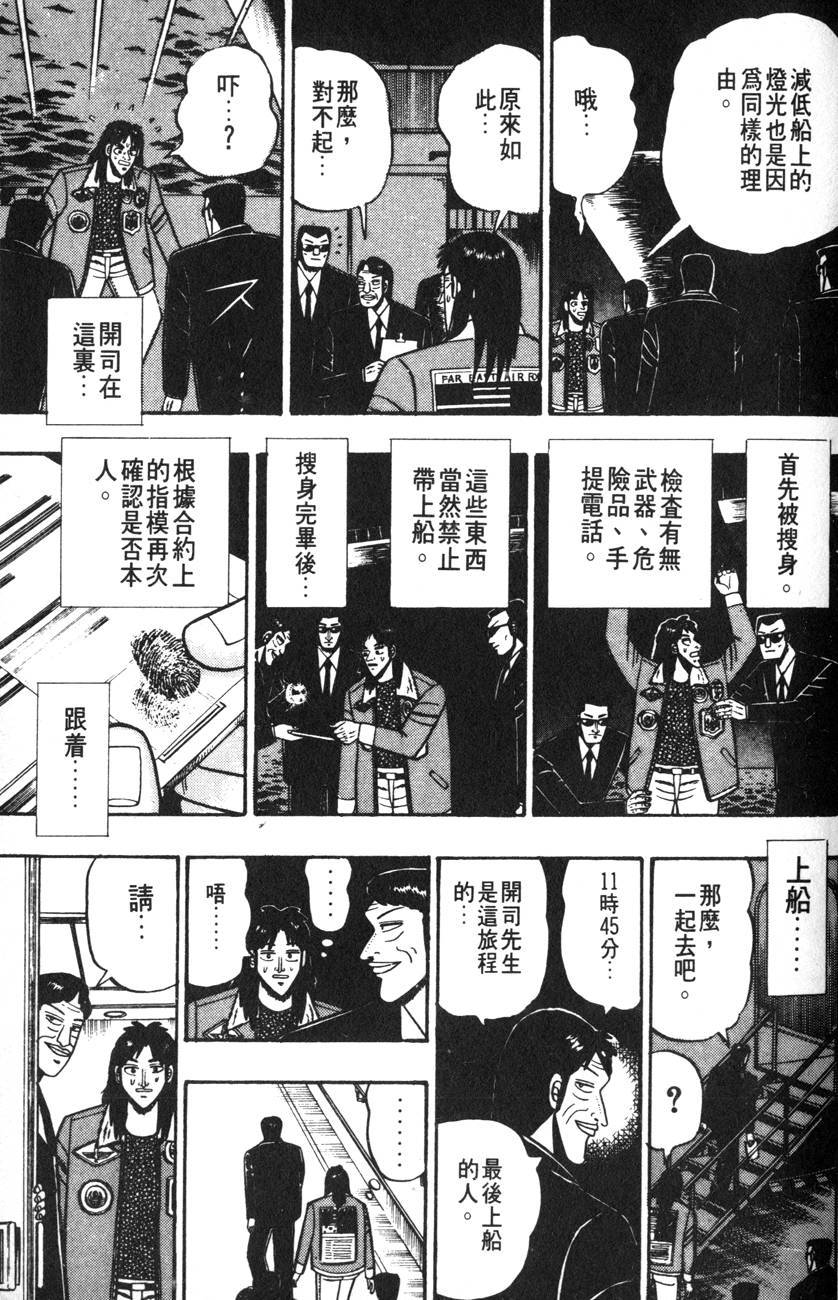 減低船上的
燈光也是因
爲同樣的理
由。
哦…
原來如
此…
那麼，
對不起…
吓…？
開司在
這裏…
PAR EAST AIR
首先被搜身。
檢查有無
武器、危
險品、手
提電話。
這些東西
當然禁止
帶上船。
搜身完畢後…
根據合約上
的指模再次
確認是否本
人。
跟着……
上船……
那麼，
一起去吧。
？
11時45分…
開司先生
是這旅程
的…
最後上船
的人。
……
唔…
……
請…